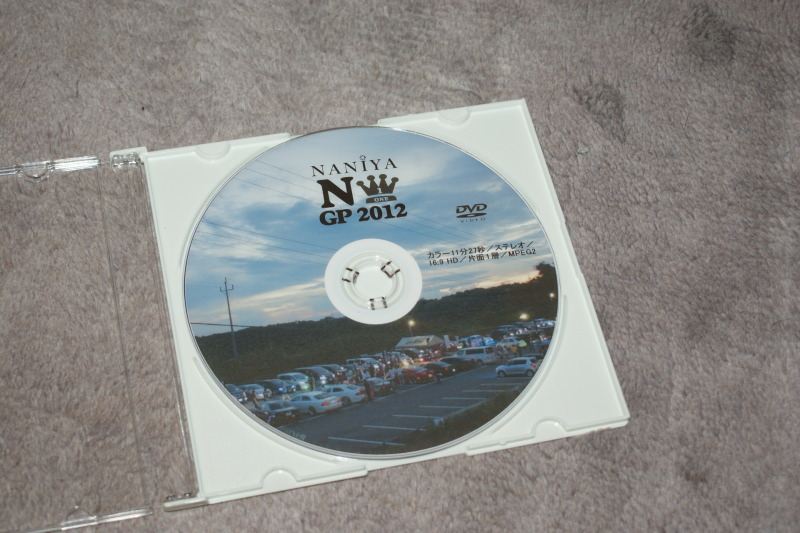 NANIYA
N
ONE
GP 2012
DVD
VIDEO
カラー11分27秒／ステレオ／
16:9 HD／片面1層／MPEG2